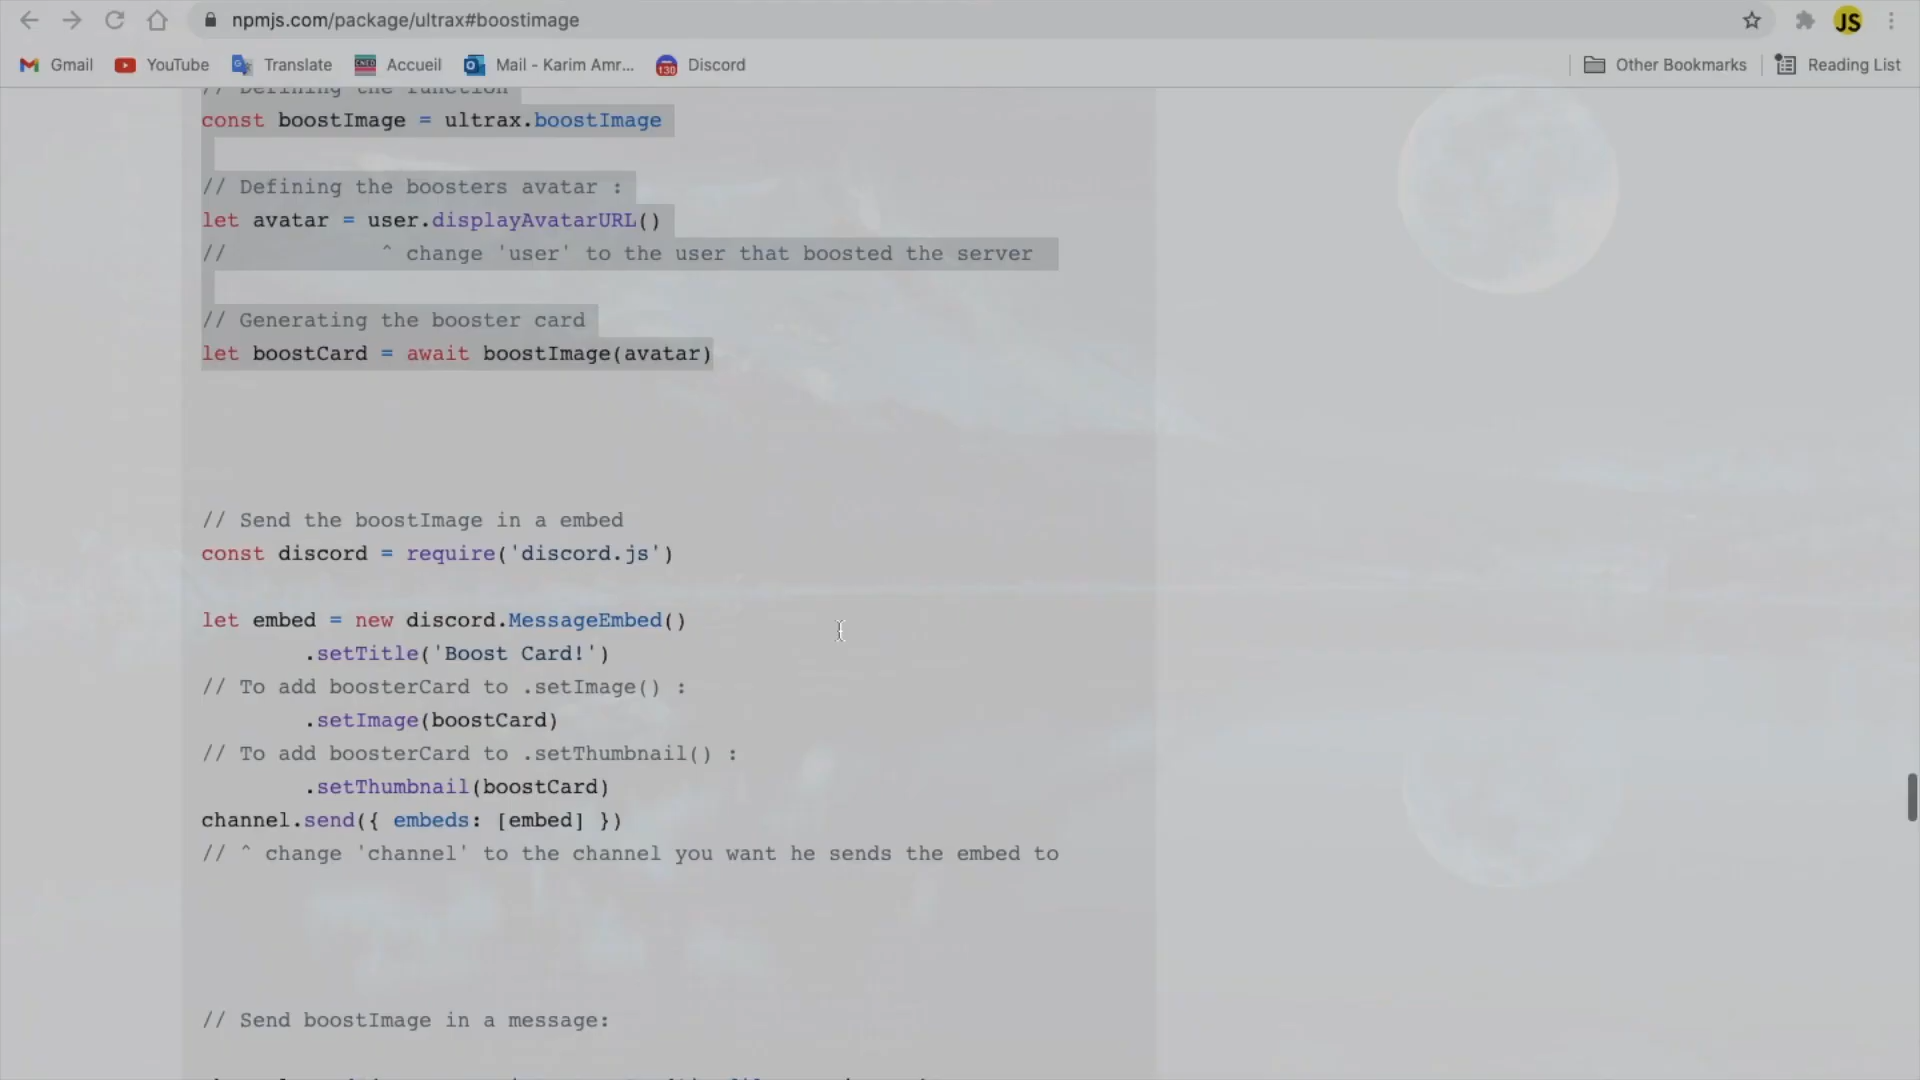 npmjs.com/package/ultrax#boostimage
JS
Gmail
YouTube
Translate
Accueil
Mail - Karim Amr...
130
Discord
Other Bookmarks
Reading List
// Defining the function
const boostImage = ultrax.boostImage
// Defining the boosters avatar :
let avatar = user.displayAvatarURL()
// ^ change 'user' to the user that boosted the server
// Generating the booster card
let boostCard = await boostImage(avatar)
// Send the boostImage in a embed
const discord = require('discord.js')
let embed = new discord.MessageEmbed()
.setTitle('Boost Card!')
// To add boosterCard to .setImage() :
.setImage(boostCard)
// To add boosterCard to .setThumbnail() :
.setThumbnail(boostCard)
channel.send({ embeds: [embed] })
// ^ change 'channel' to the channel you want he sends the embed to
// Send boostImage in a message: